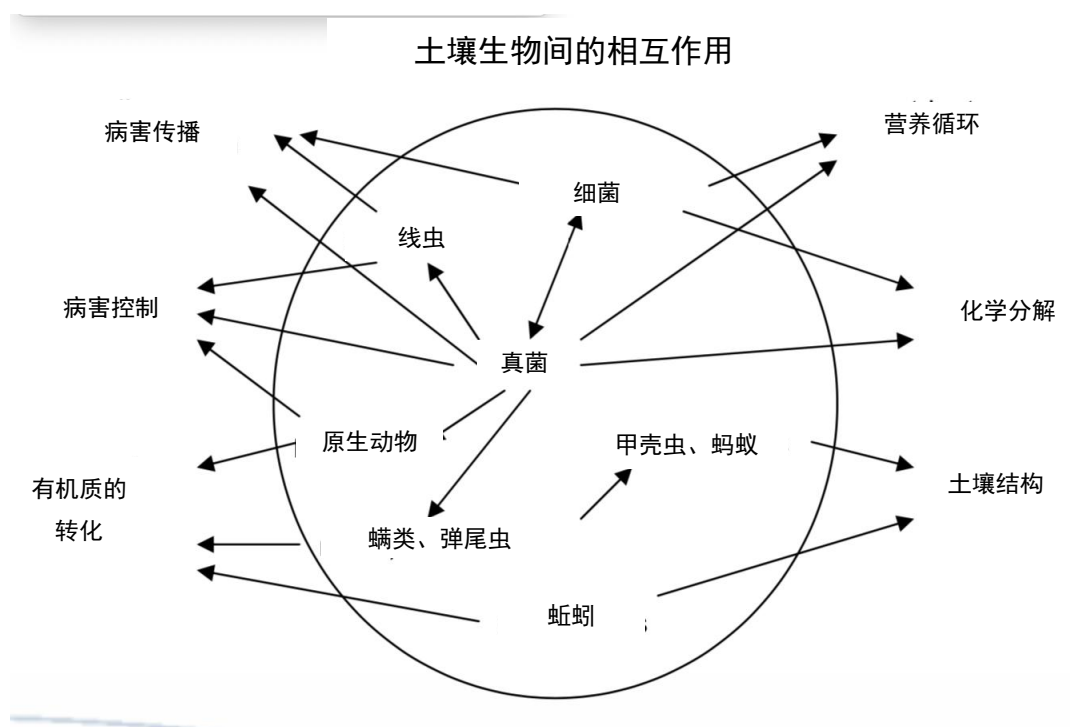 土壤生物间的相互作用
病害传播
营养循环
细菌
线虫
病害控制
化学分解
真菌
原生动物
甲壳虫、蚂蚁
有机质的
转化
土壤结构
螨类、弹尾虫
蚯蚓